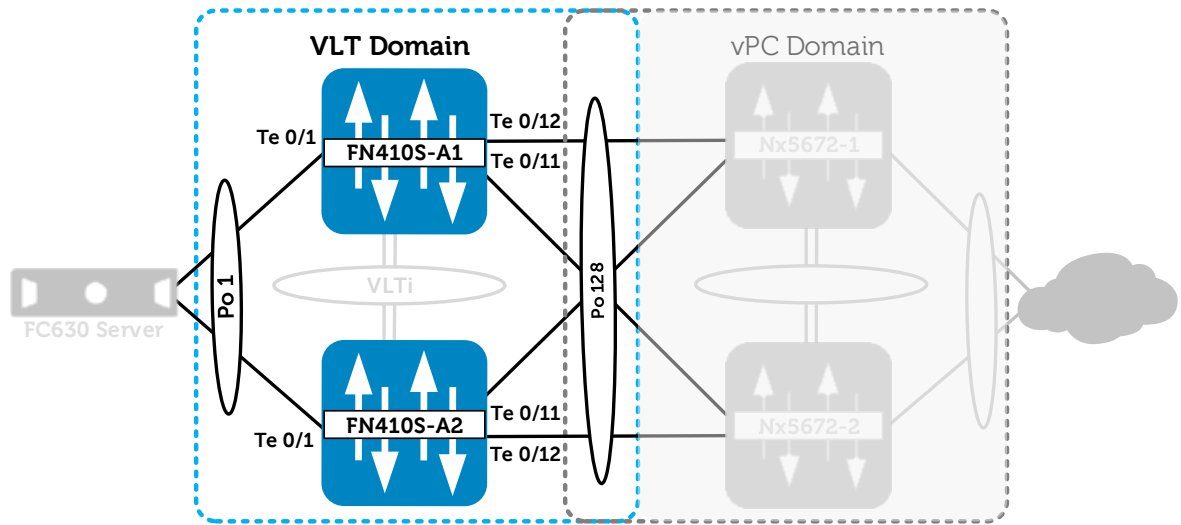 VLT Domain
vPC Domain
Te 0/12
Te 0/1
FN410S-A1
Te 0/11
Nx5672-1
Po 1
VLTi
Po 128
FC630 Server
Te 0/11
FN410S-A2
Nx5672-2
Te 0/1
Te 0/12